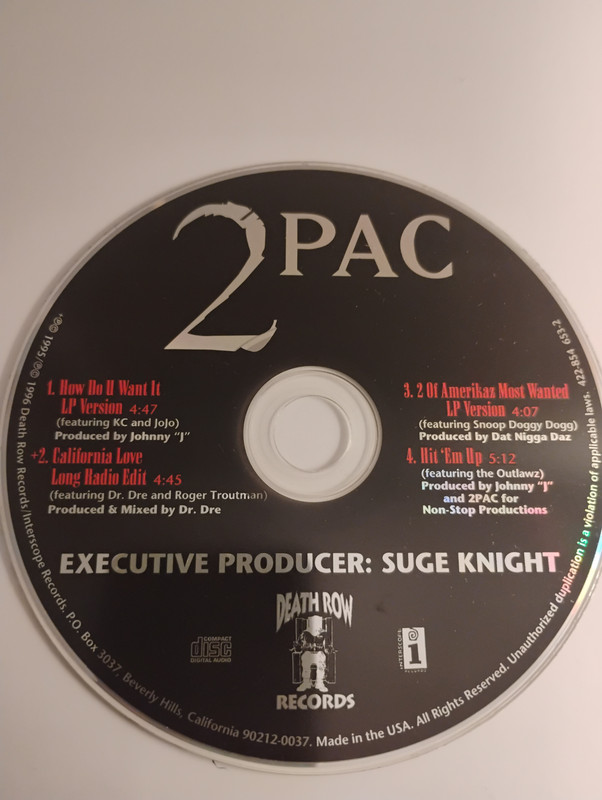 2PAC
1. How Do U Want It
LP Version 4:47
(featuring KC and JoJo)
Produced by Johnny "J"
+2. California Love
Long Radio Edit 4:45
(featuring Dr. Dre and Roger Troutman)
Produced & Mixed by Dr. Dre
3. 2 Of Amerikaz Most Wanted
LP Version 4:07
(featuring Snoop Doggy Dogg)
Produced by Dat Nigga Daz
4. Hit 'Em Up 5:12
(featuring the Outlawz)
Produced by Johnny "J"
and 2PAC for
Non-Stop Productions
EXECUTIVE PRODUCER: SUGE KNIGHT
COMPACT
disc
DIGITAL AUDIO
DEATH ROW
RECORDS
INTERSCOPE
RECORDS
+℗© 1995/℗© 1996 Death Row Records/Interscope Records. P.O. Box 3037, Beverly Hills, California 90212-0037. Made in the USA. All Rights Reserved. Unauthorized duplication is a violation of applicable laws. 422-854 653-2